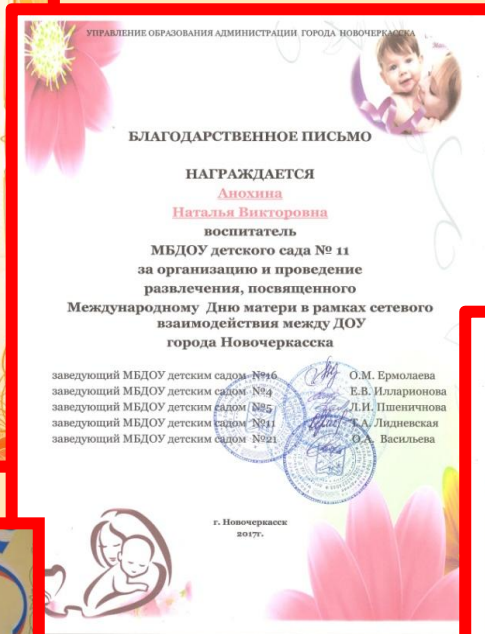 УПРАВЛЕНИЕ ОБРАЗОВАНИЯ АДМИНИСТРАЦИИ ГОРОДА НОВОЧЕРКАССКА
БЛАГОДАРСТВЕННОЕ ПИСЬМО
НАГРАЖДАЕТСЯ
Анохина
Наталья Викторовна
воспитатель
МБДОУ детского сада № 11
за организацию и проведение
развлечения, посвященного
Международному Дню матери в рамках сетевого
взаимодействия между ДОУ
города Новочеркасска
заведующий МБДОУ детским садом №16 О.М. Ермолаева
заведующий МБДОУ детским садом №4 Е.В. Илларионова
заведующий МБДОУ детским садом №5 Л.И. Пшеничнова
заведующий МБДОУ детским садом №11 Т.А. Лидневская
заведующий МБДОУ детским садом №21 О.А. Васильева
г. Новочеркасск
2017г.